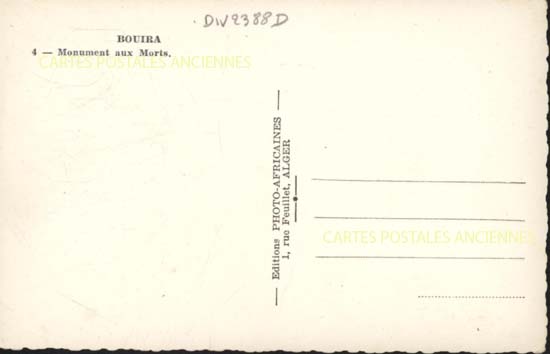 DIV2388D
BOUIRA
4 — Monument aux Morts.
CARTES POSTALES ANCIENNES
— Editions PHOTO-AFRICAINES —
1, rue Feuillet, ALGER
CARTES POSTALES ANCIENNES